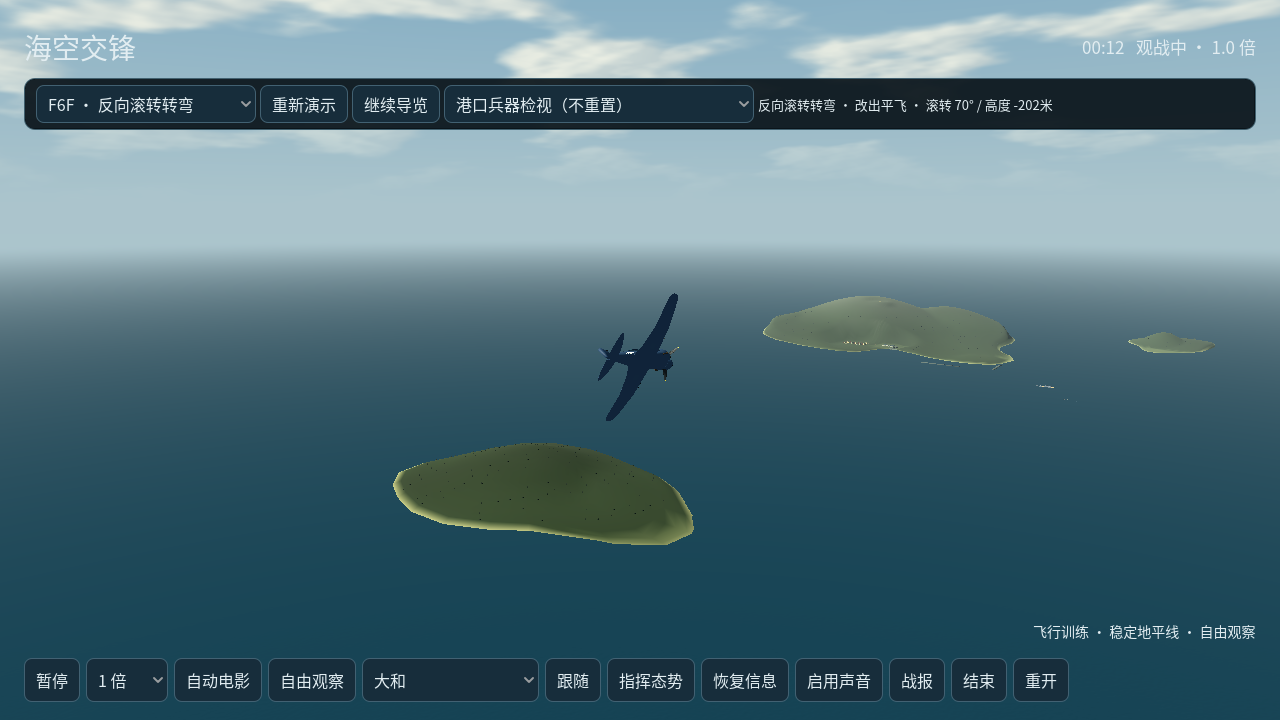 海空交锋
00:12 观战中 · 1.0 倍
F6F · 反向滚转转弯
重新演示
继续导览
港口兵器检视（不重置）
反向滚转转弯 · 改出平飞 · 滚转 70° / 高度 -202米
飞行训练 · 稳定地平线 · 自由观察
暂停
1 倍
自动电影
自由观察
大和
跟随
指挥态势
恢复信息
启用声音
战报
结束
重开